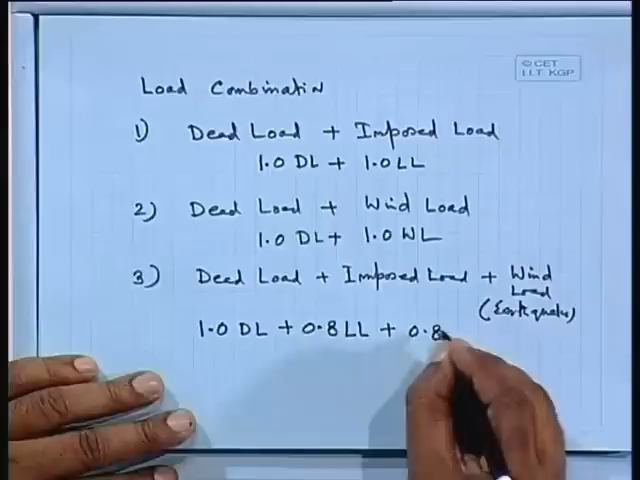 © CET
I.I.T KGP
Load Combination
1) Dead Load + Imposed Load
1.0 DL + 1.0 LL
2) Dead Load + Wind Load
1.0 DL + 1.0 WL
3) Dead Load + Imposed Load + Wind
Load
(Earthquake)
1.0 DL + 0.8 LL + 0.8